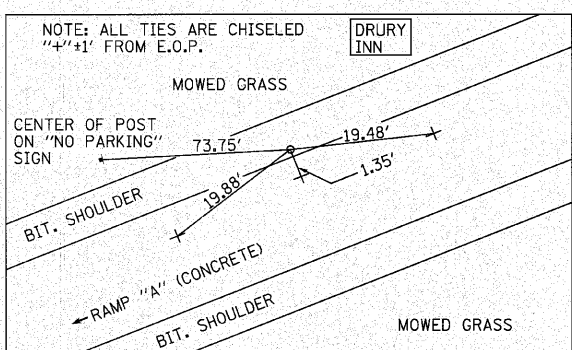 NOTE: ALL TIES ARE CHISELED
"+"±1' FROM E.O.P.
DRURY
INN
MOWED GRASS
CENTER OF POST
ON "NO PARKING"
SIGN
73.75'
19.48'
1.35'
19.88'
BIT. SHOULDER
RAMP "A" (CONCRETE)
BIT. SHOULDER
MOWED GRASS